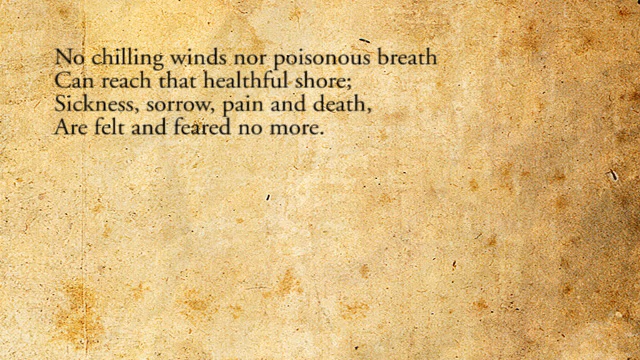 No chilling winds nor poisonous breath
Can reach that healthful shore;
Sickness, sorrow, pain and death,
Are felt and feared no more.